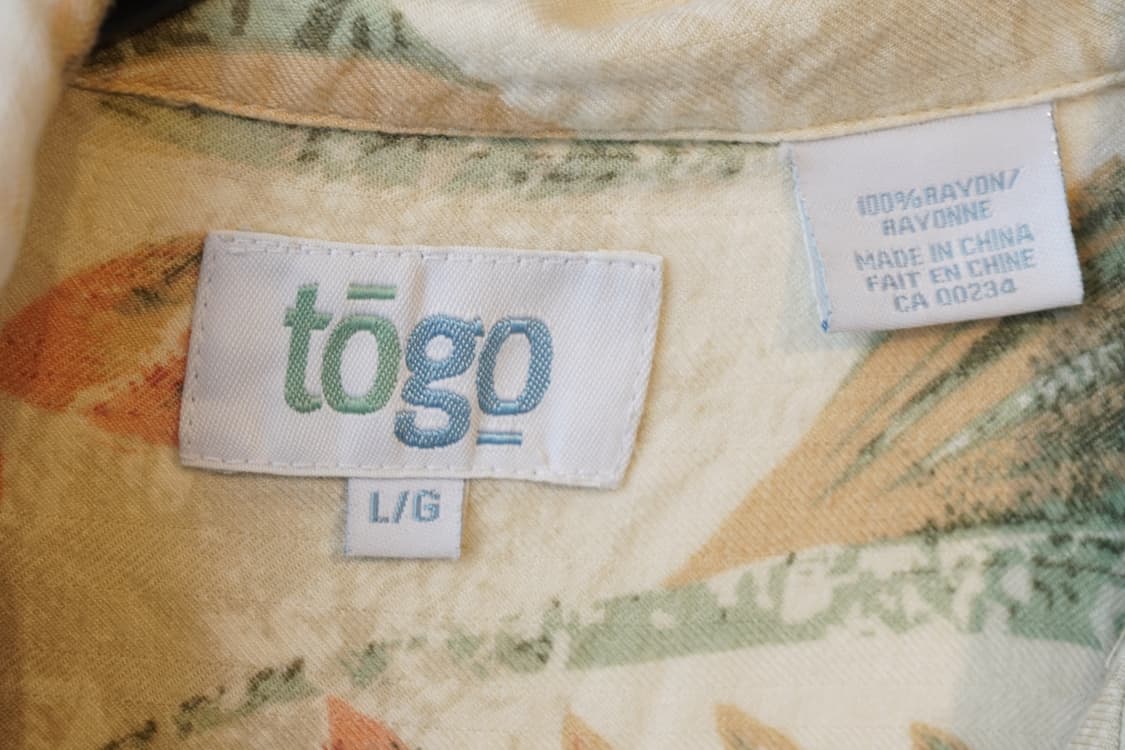 tōgo
L/G
100% RAYON/
RAYONNE
MADE IN CHINA
FAIT EN CHINE
CA 00234